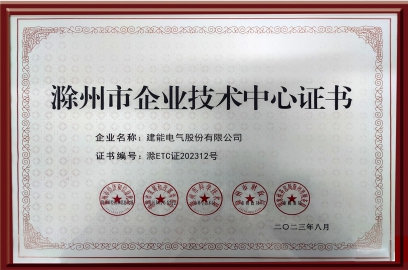 滁州市企业技术中心证书
企业名称：建能电气股份有限公司
证书编号：滁ETC证202312号
二〇二三年八月